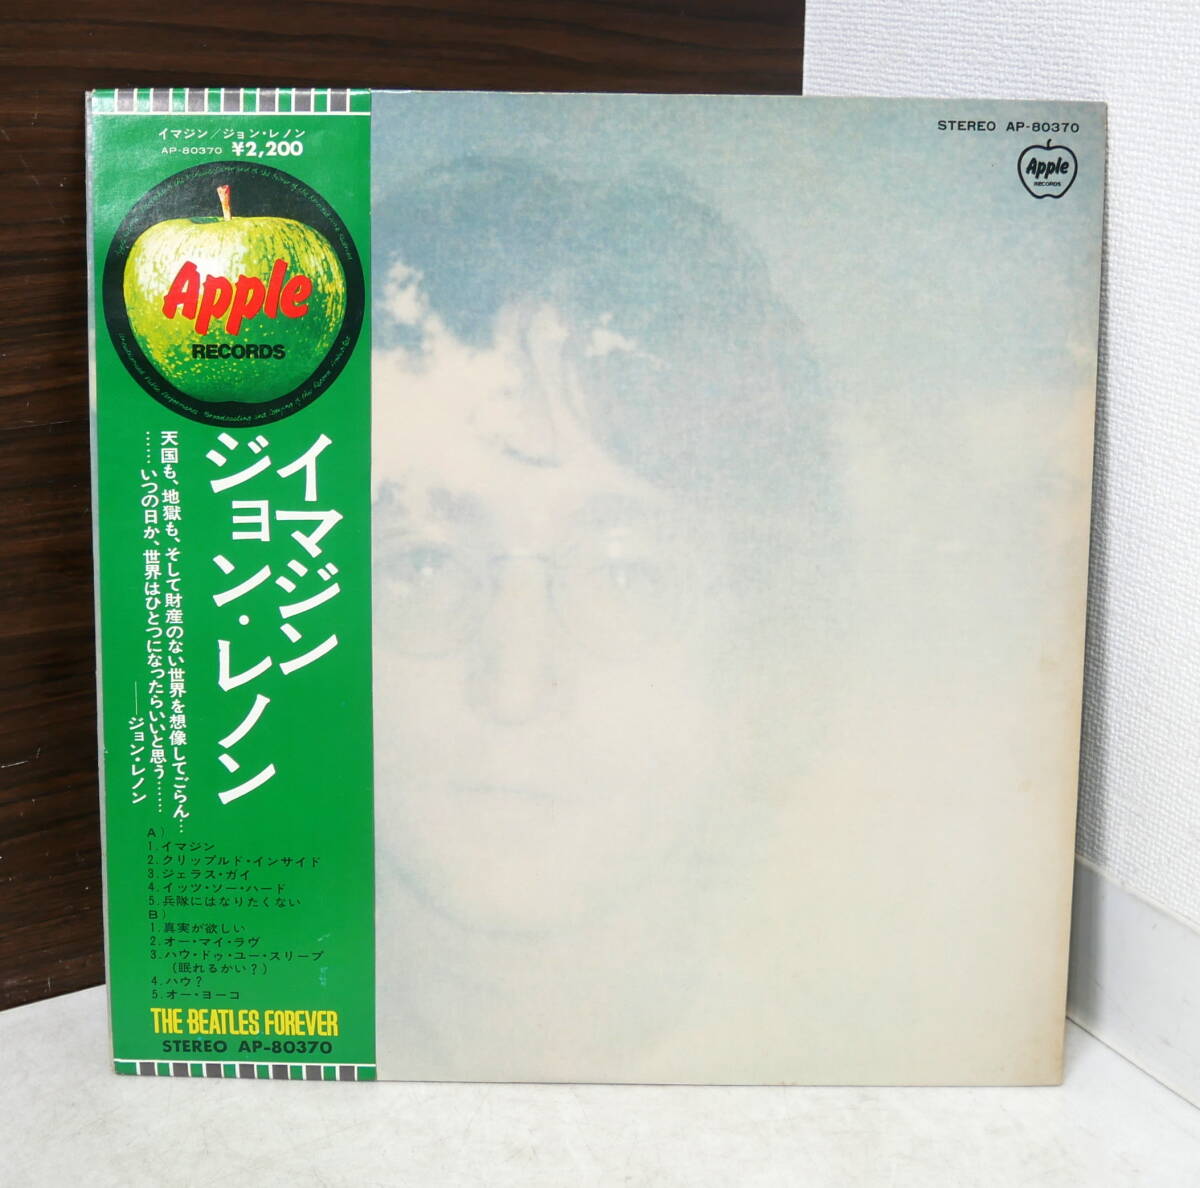 イマジン/ジョン・レノン
AP-80370 ¥2,200
Apple
RECORDS
イマジン
ジョン・レノン
天国も、地獄も、そして財産のない世界を想像してごらん…
……いつの日か、世界はひとつになったらいいと思う……
──ジョン・レノン
A)
1.イマジン
2.クリップルド・インサイド
3.ジェラス・ガイ
4.イッツ・ソー・ハード
5.兵隊にはなりたくない
B)
1.真実が欲しい
2.オー・マイ・ラヴ
3.ハウ・ドゥ・ユー・スリープ
(眠れるかい?)
4.ハウ?
5.オー・ヨーコ
THE BEATLES FOREVER
STEREO AP-80370
STEREO AP-80370
Apple
RECORDS